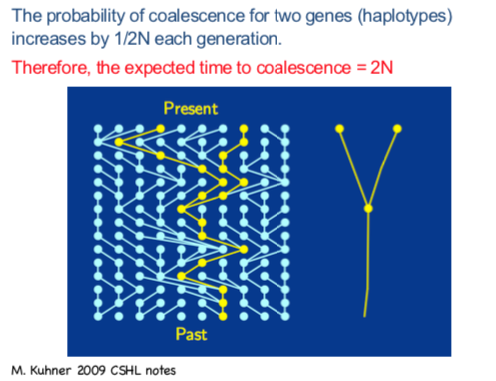 The probability of coalescence for two genes (haplotypes)
increases by 1/2N each generation.
Therefore, the expected time to coalescence = 2N
Present
Past
M. Kuhner 2009 CSHL notes